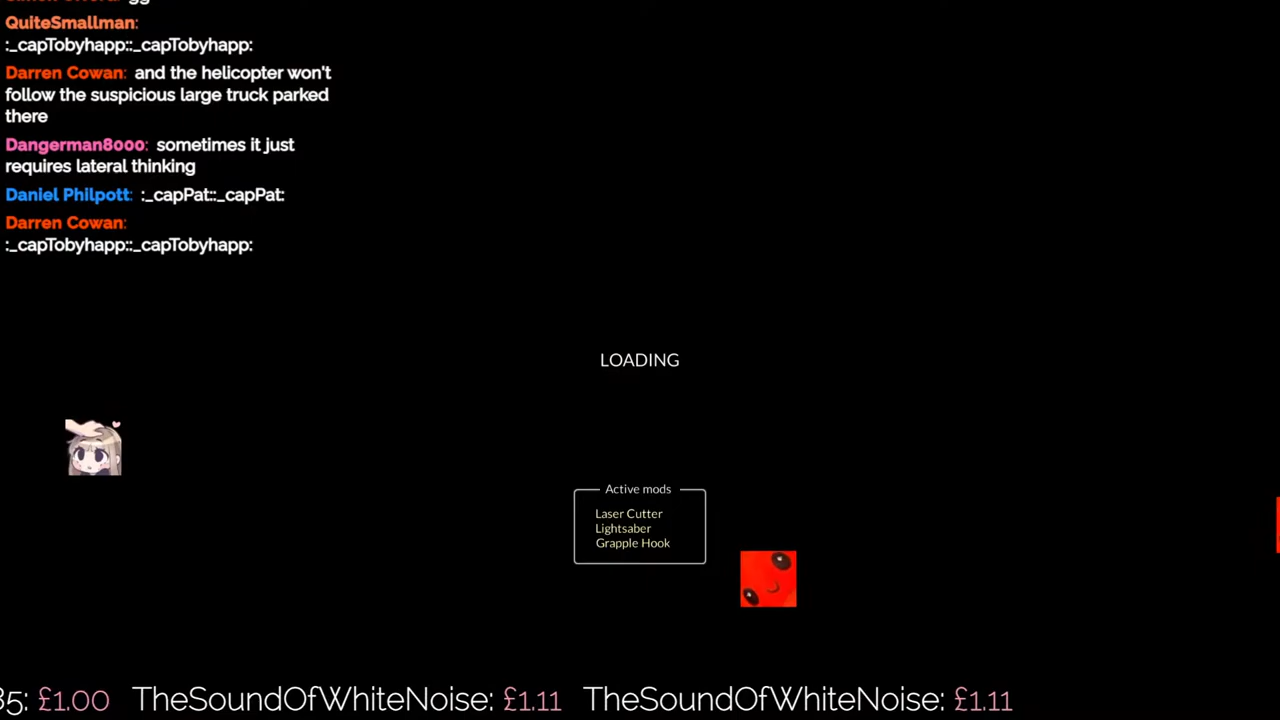 gg
QuiteSmallman:
:_capTobyhapp::_capTobyhapp:
Darren Cowan: and the helicopter won't
follow the suspicious large truck parked
there
Dangerman8000: sometimes it just
requires lateral thinking
Daniel Philpott: :_capPat::_capPat:
Darren Cowan:
:_capTobyhapp::_capTobyhapp:
LOADING
Active mods
Laser Cutter
Lightsaber
Grapple Hook
35: £1.00 TheSoundOfWhiteNoise: £1.11 TheSoundOfWhiteNoise: £1.11